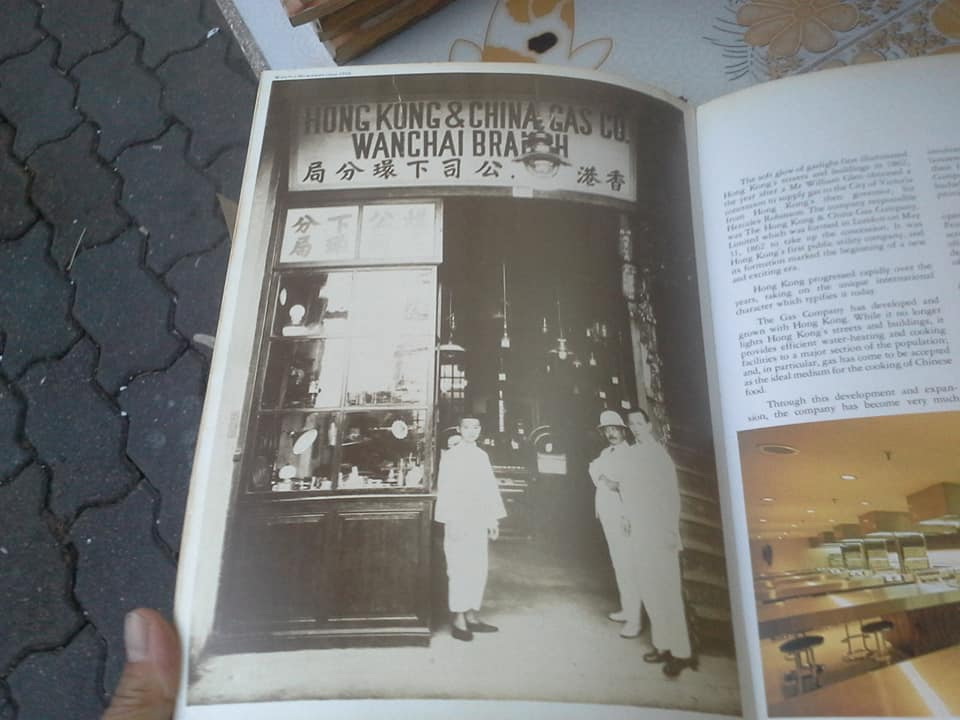 HONG KONG & CHINA GAS CO.
WANCHAI BRANCH
香港 公司下環分局
公
下環
分局
The soft glow of gaslight first illuminated
Hong Kong's streets and buildings in 1862,
the year after a Mr William Glen obtained a
concession to supply gas to the City of Victoria
from Hong Kong's then governor, Sir
Hercules Robinson. The company responsible
was The Hong Kong & China Gas Company
Limited which was formed in London on May
31, 1862 to take up the concession. It was
Hong Kong's first public utility company, and
its formation marked the beginning of a new
and exciting era.
Hong Kong progressed rapidly over the
years, taking on the unique international
character which typifies it today.
The Gas Company has developed and
grown with Hong Kong. While it no longer
lights Hong Kong's streets and buildings, it
provides efficient water-heating and cooking
facilities to a major section of the population;
and, in particular, gas has come to be accepted
as the ideal medium for the cooking of Chinese
food.
Through this development and expan-
sion, the company has become very much